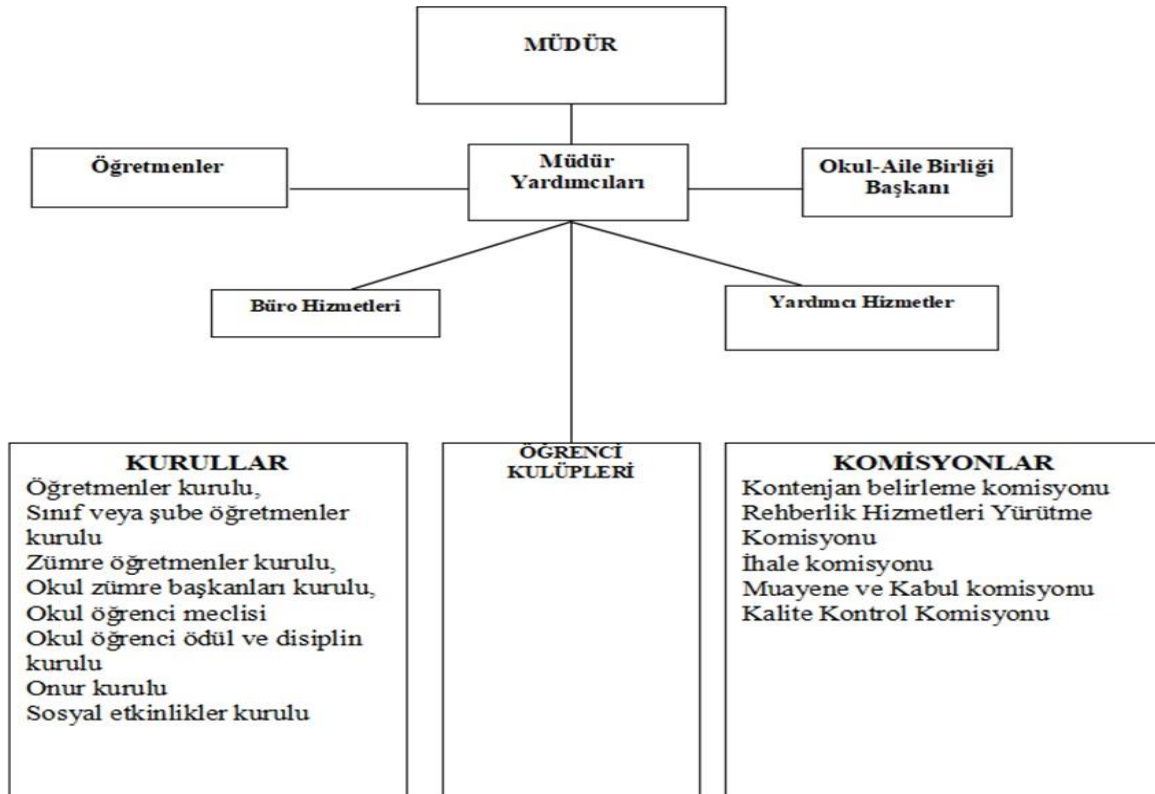 MÜDÜR
Öğretmenler
Müdür
Yardımcıları
Okul-Aile Birliği
Başkanı
Büro Hizmetleri
Yardımcı Hizmetler
KURULLAR
Öğretmenler kurulu,
Sınıf veya şube öğretmenler
kurulu
Zümre öğretmenler kurulu,
Okul zümre başkanları kurulu,
Okul öğrenci meclisi
Okul öğrenci ödül ve disiplin
kurulu
Onur kurulu
Sosyal etkinlikler kurulu
ÖĞRENCİ
KULÜPLERİ
KOMİSYONLAR
Kontenjan belirleme komisyonu
Rehberlik Hizmetleri Yürütme
Komisyonu
İhale komisyonu
Muayene ve Kabul komisyonu
Kalite Kontrol Komisyonu